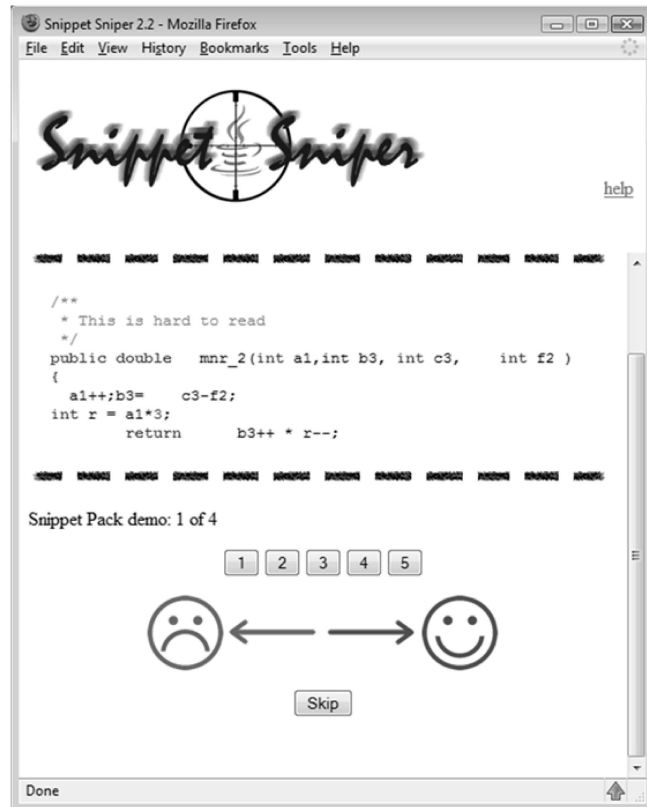 Snippet Sniper 2.2 - Mozilla Firefox
File Edit View History Bookmarks Tools Help
Snippet Sniper
help
/**
 * This is hard to read
 */
public double   mnr_2(int a1,int b3, int c3,    int f2 )
{
  a1++;b3=    c3-f2;
int r = a1*3;
         return      b3++ * r--;
Snippet Pack demo: 1 of 4
1 2 3 4 5
Skip
Done